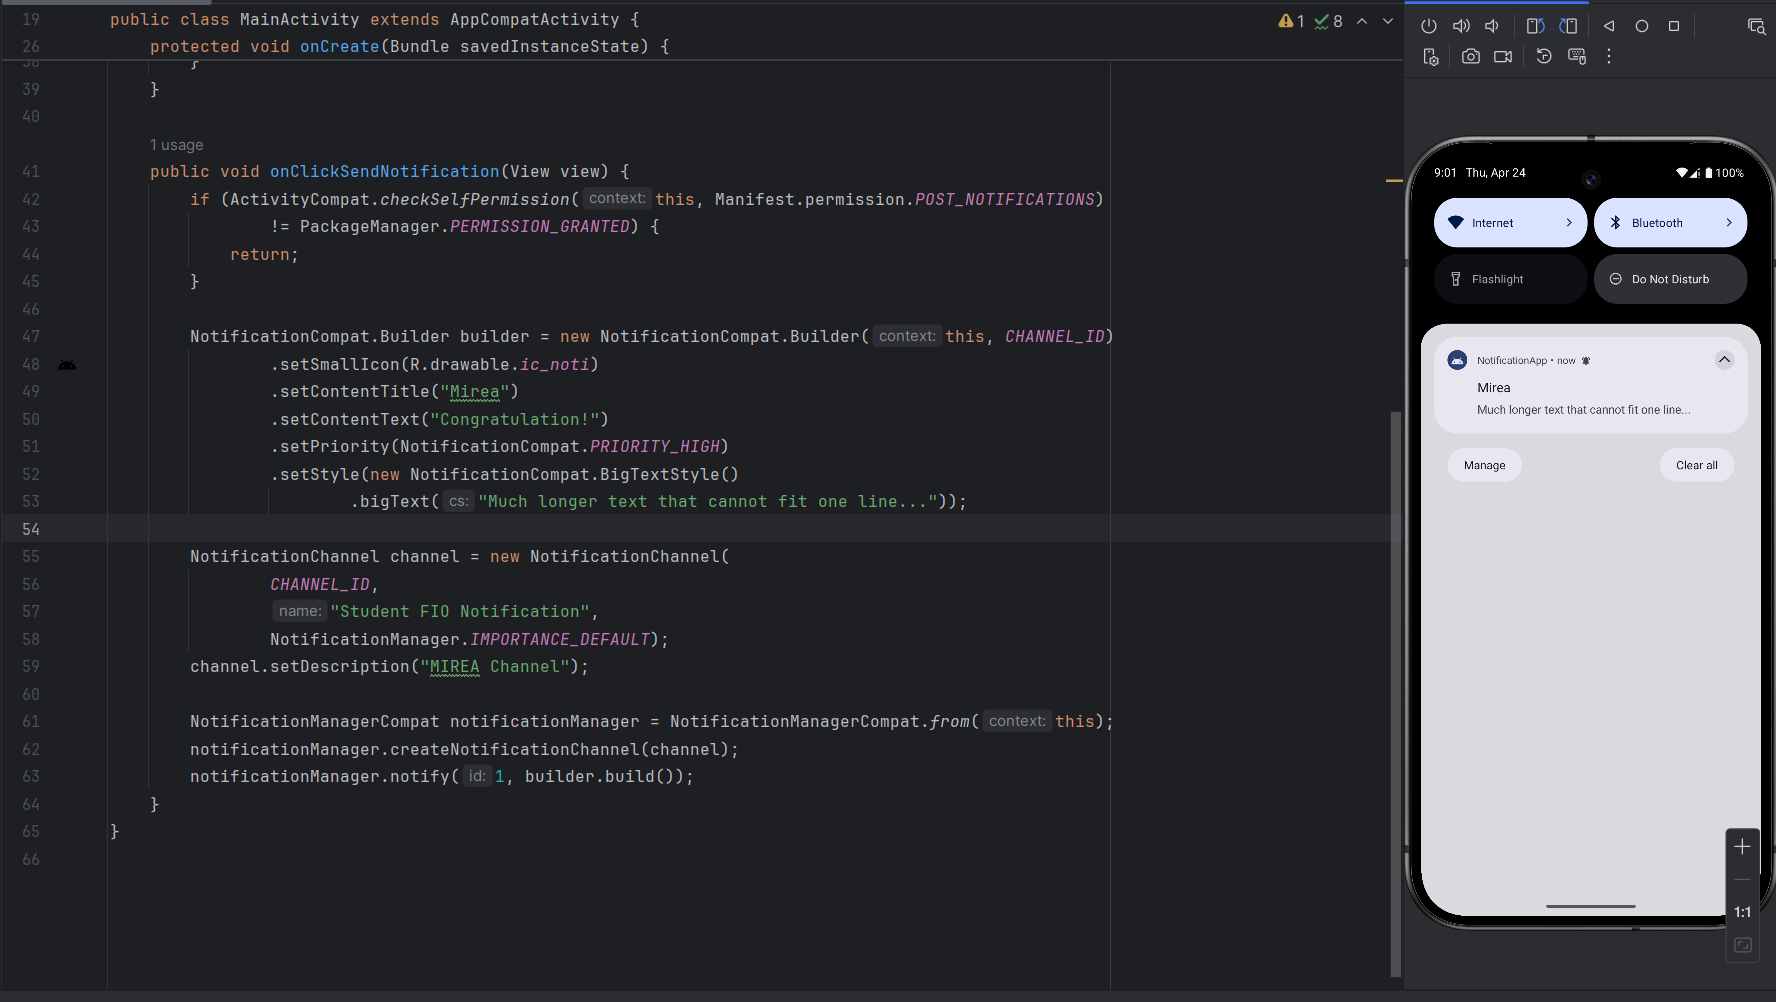 19 public class MainActivity extends AppCompatActivity {
26 protected void onCreate(Bundle savedInstanceState) {
1 8
38 }
39 }
40
1 usage
41 public void onClickSendNotification(View view) {
42 if (ActivityCompat.checkSelfPermission( context: this, Manifest.permission.POST_NOTIFICATIONS)
43 != PackageManager.PERMISSION_GRANTED) {
44 return;
45 }
46
47 NotificationCompat.Builder builder = new NotificationCompat.Builder( context: this, CHANNEL_ID)
48 .setSmallIcon(R.drawable.ic_noti)
49 .setContentTitle("Mirea")
50 .setContentText("Congratulation!")
51 .setPriority(NotificationCompat.PRIORITY_HIGH)
52 .setStyle(new NotificationCompat.BigTextStyle()
53 .bigText( cs: "Much longer text that cannot fit one line..."));
54
55 NotificationChannel channel = new NotificationChannel(
56 CHANNEL_ID,
57 name: "Student FIO Notification",
58 NotificationManager.IMPORTANCE_DEFAULT);
59 channel.setDescription("MIREA Channel");
60
61 NotificationManagerCompat notificationManager = NotificationManagerCompat.from( context: this);
62 notificationManager.createNotificationChannel(channel);
63 notificationManager.notify( id: 1, builder.build());
64 }
65 }
66
9:01 Thu, Apr 24 100%
Internet Bluetooth
Flashlight Do Not Disturb
NotificationApp • now
Mirea
Much longer text that cannot fit one line...
Manage Clear all
1:1